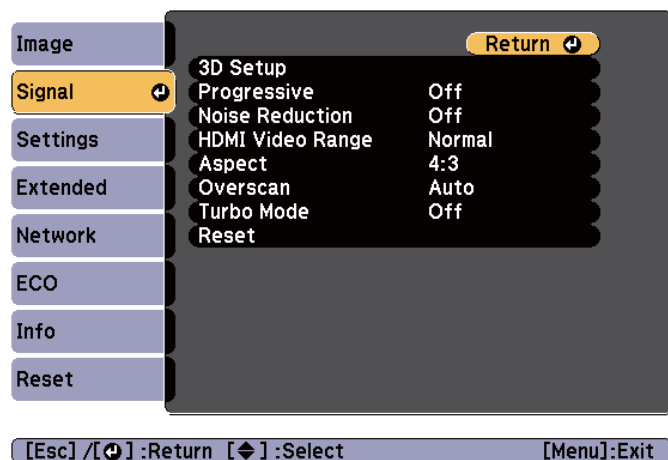 Image
Signal
Settings
Extended
Network
ECO
Info
Reset
Return
3D Setup
Progressive Off
Noise Reduction Off
HDMI Video Range Normal
Aspect 4:3
Overscan Auto
Turbo Mode Off
Reset
[Esc] /[⏎] :Return [◆] :Select [Menu]:Exit